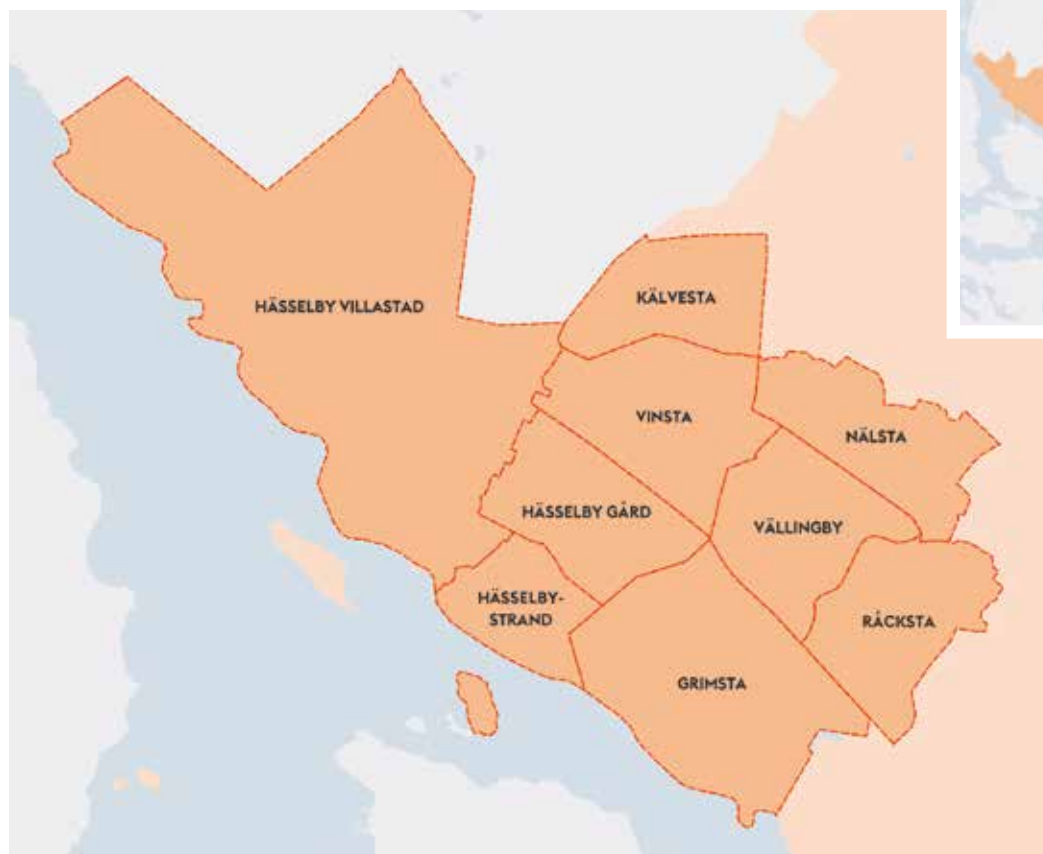 KÄLVESTA
HÄSSELBY VILLASTAD
VINSTA
NÄLSTA
HÄSSELBY GÅRD
VÄLLINGBY
HÄSSELBY-
STRAND
RÅCKSTA
GRIMSTA